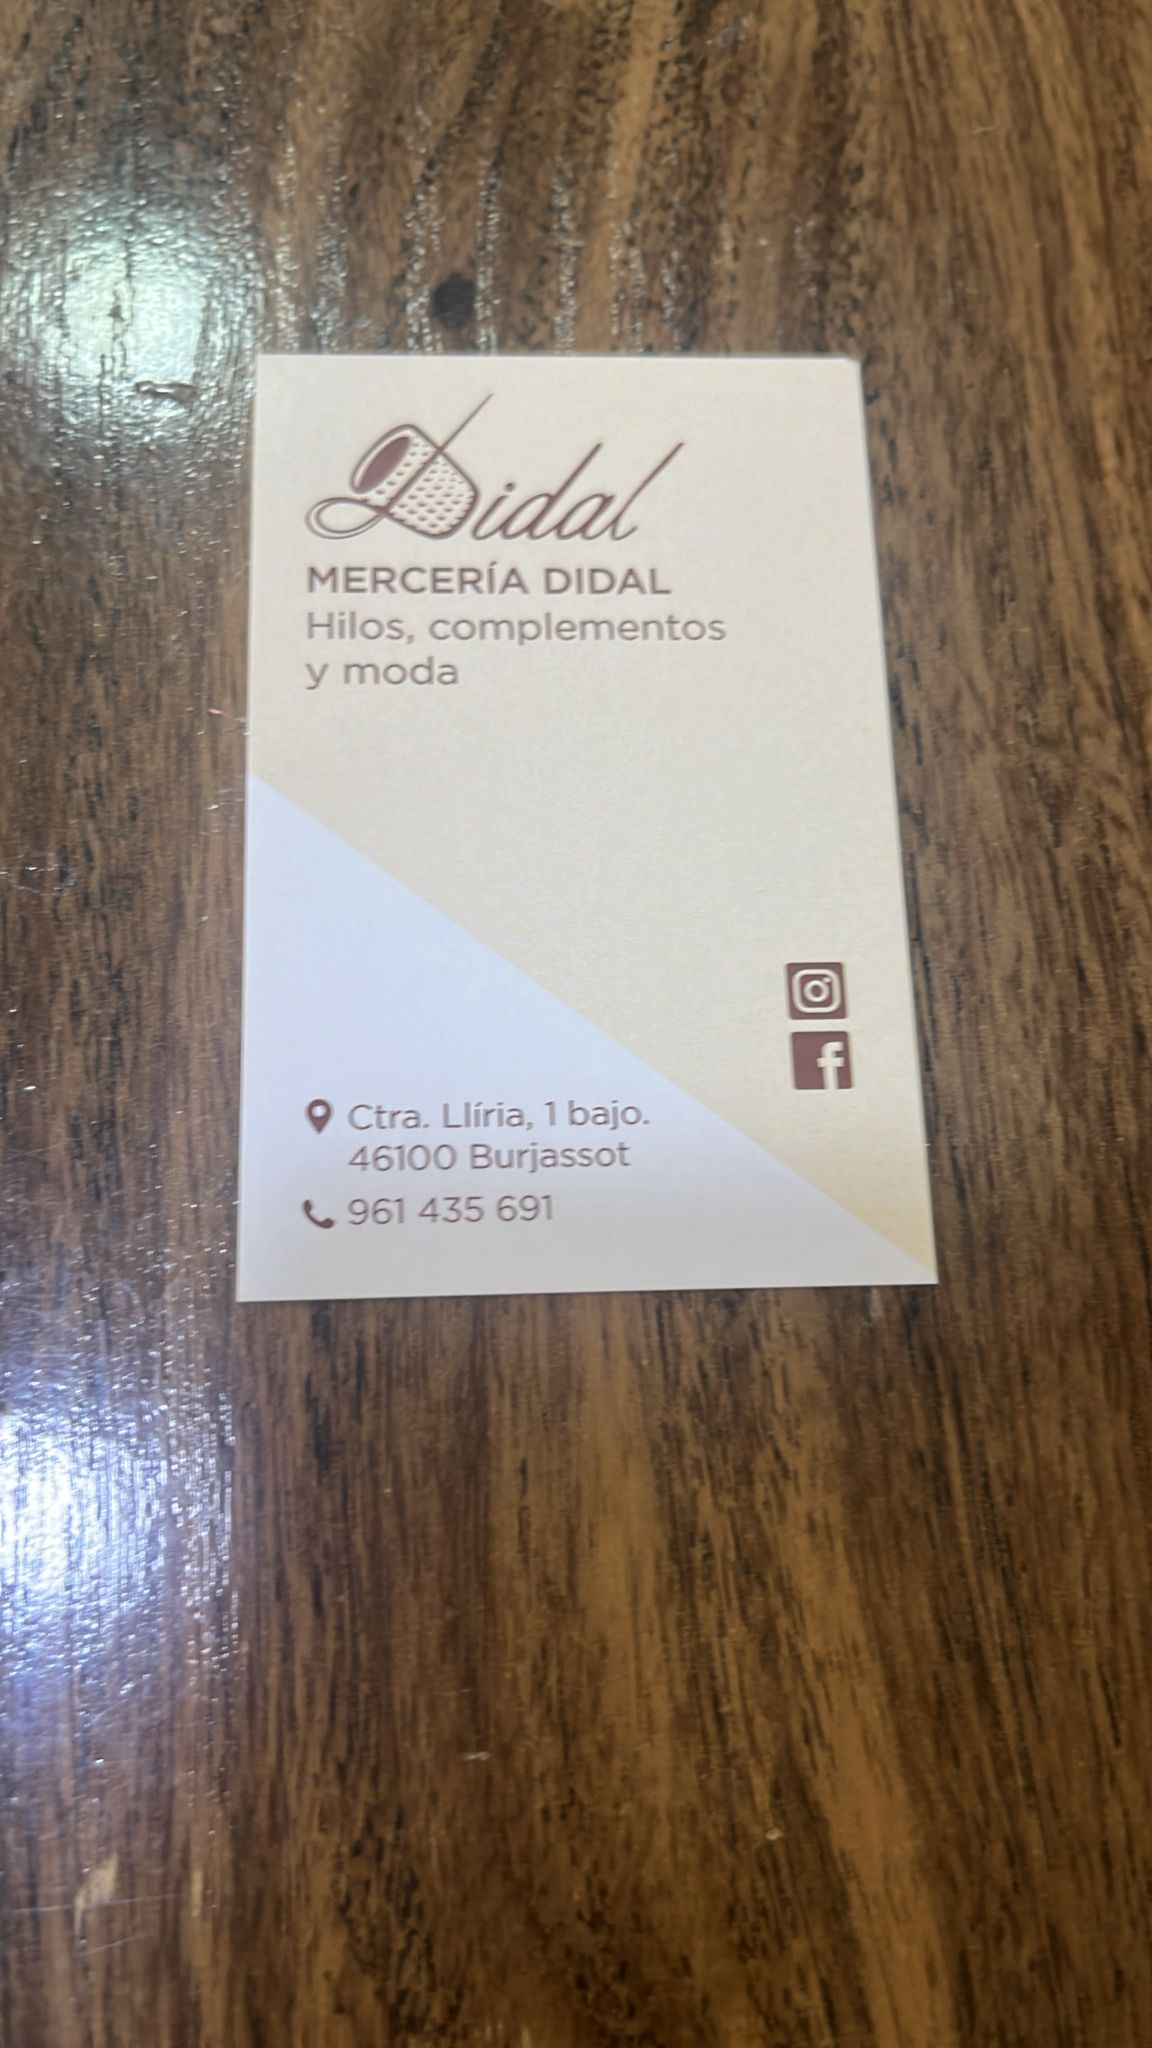 Didal
MERCERÍA DIDAL
Hilos, complementos
y moda
Ctra. Llíria, 1 bajo.
46100 Burjassot
961 435 691